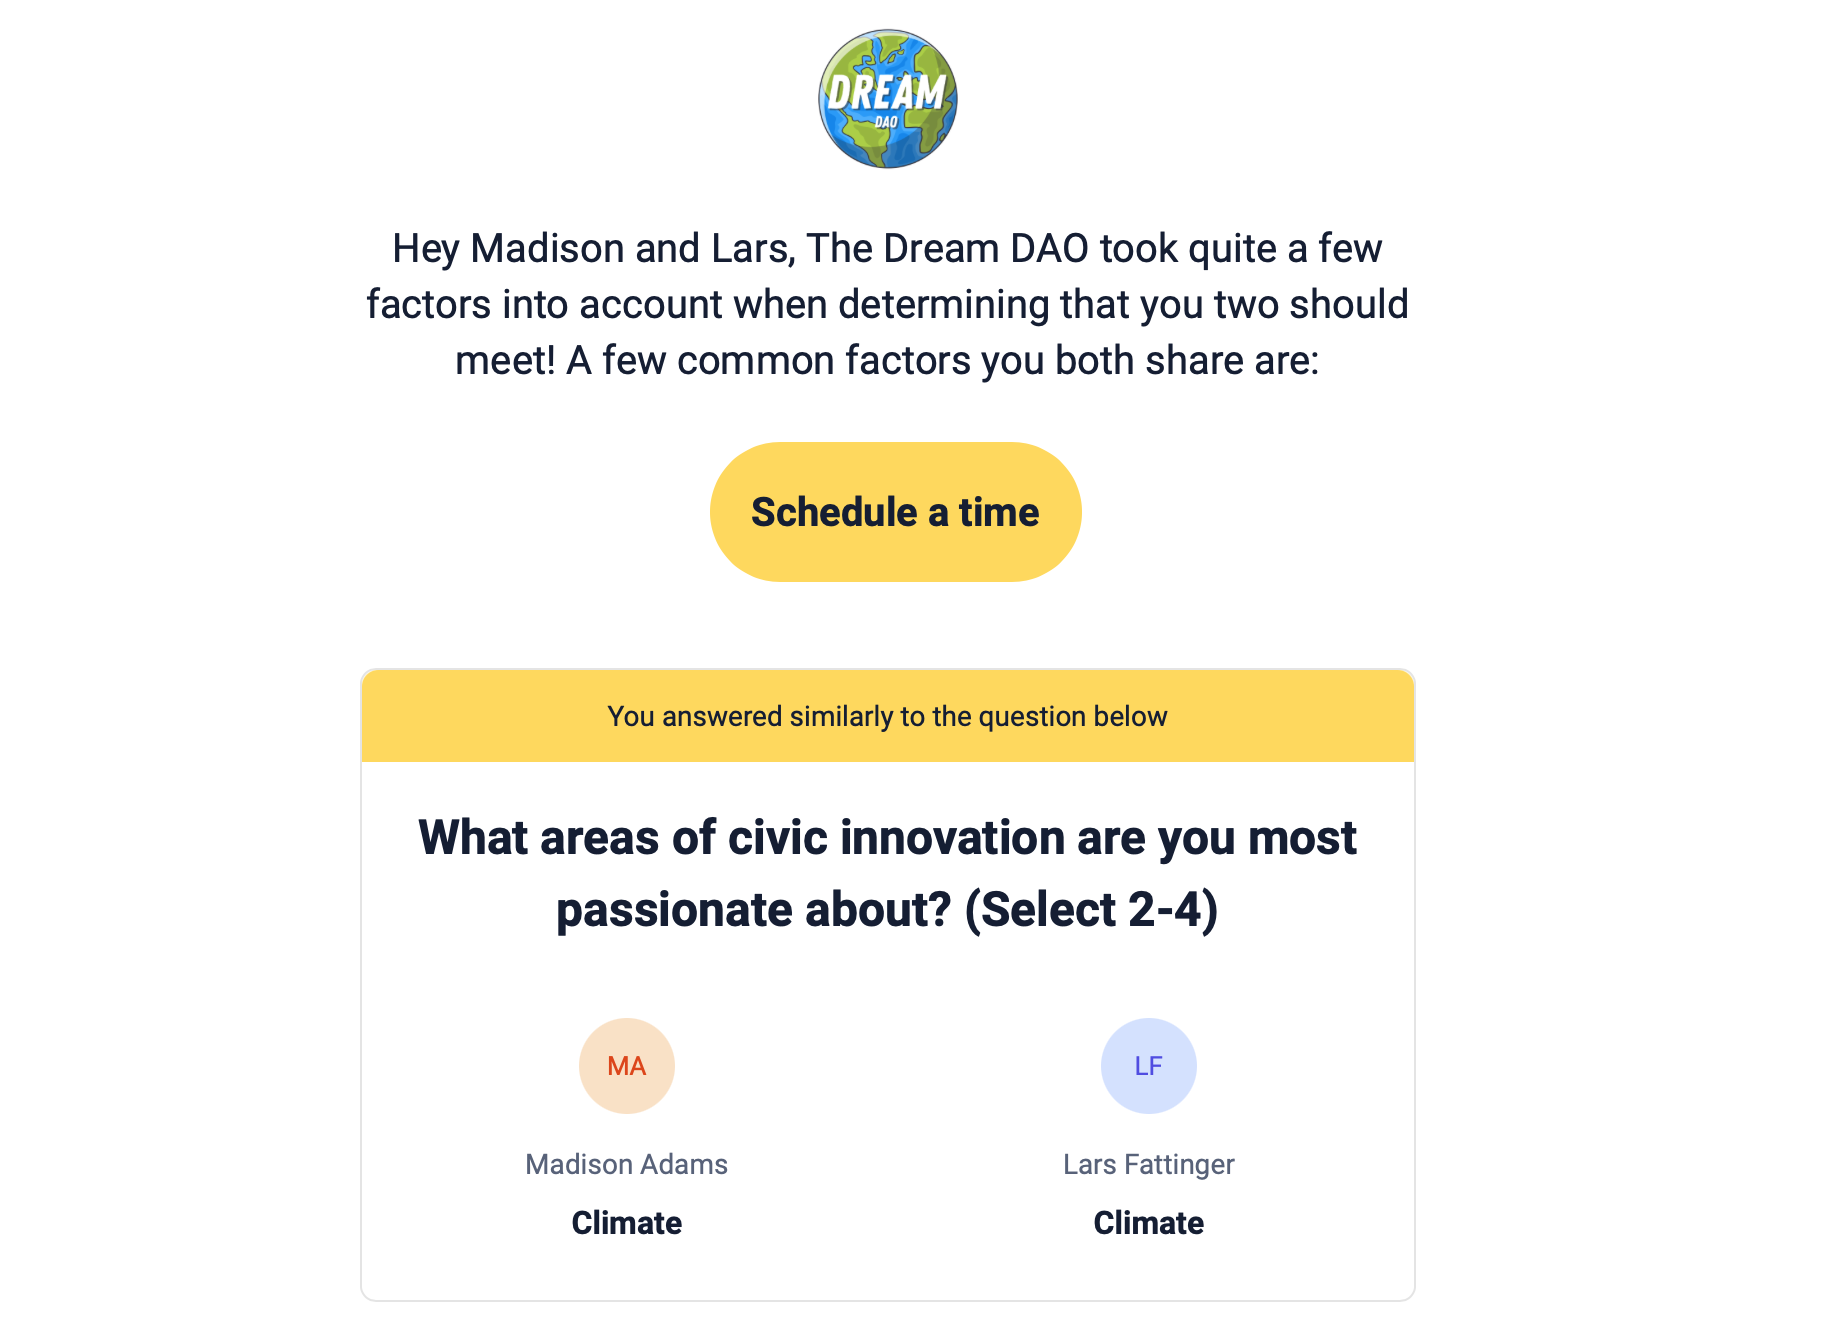 DREAM
DAO
Hey Madison and Lars, The Dream DAO took quite a few
factors into account when determining that you two should
meet! A few common factors you both share are:
Schedule a time
You answered similarly to the question below
What areas of civic innovation are you most
passionate about? (Select 2-4)
MA
LF
Madison Adams
Lars Fattinger
Climate
Climate